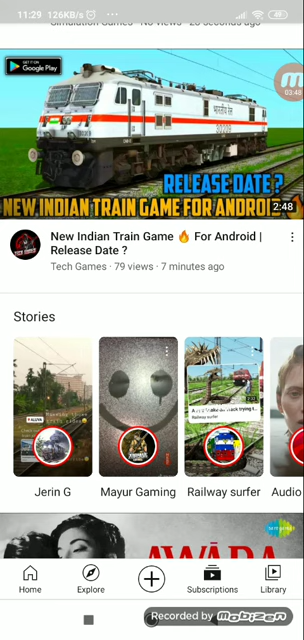 11:29 126KB/s
Simulation Games · No views · 23 seconds ago
GET IT ON
Google Play
03:48
RELEASE DATE ?
NEW INDIAN TRAIN GAME FOR ANDROID
2:48
New Indian Train Game 🔥 For Android |
Release Date ?
Tech Games · 79 views · 7 minutes ago
Stories
Jerin G
Mayur Gaming
Railway surfer
Audio
AWĀRA
Home
Explore
Subscriptions
Library
Recorded by mobizen